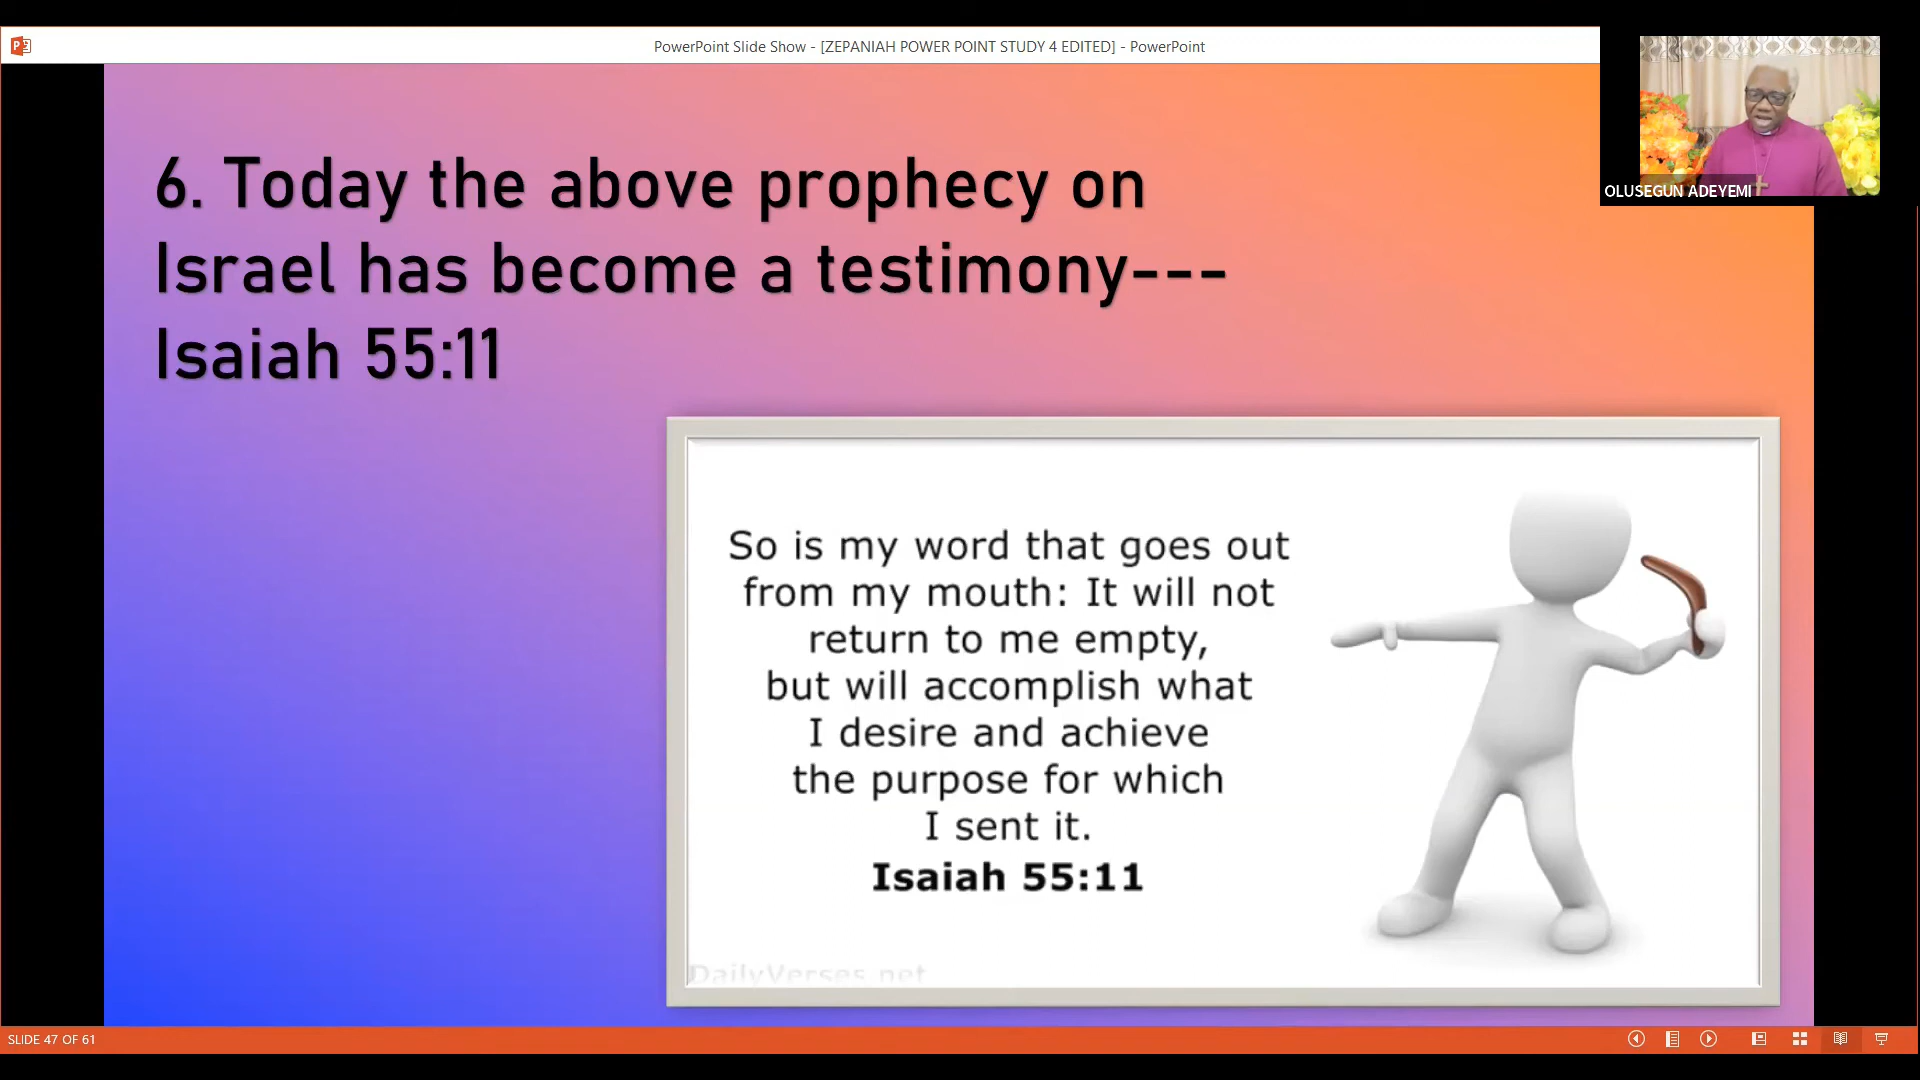 PowerPoint Slide Show - [ZEPANIAH POWER POINT STUDY 4 EDITED] - PowerPoint
OLUSEGUN ADEYEMI
6. Today the above prophecy on
Israel has become a testimony---
Isaiah 55:11
So is my word that goes out
from my mouth: It will not
return to me empty,
but will accomplish what
I desire and achieve
the purpose for which
I sent it.
Isaiah 55:11
DailyVerses.net
SLIDE 47 OF 61